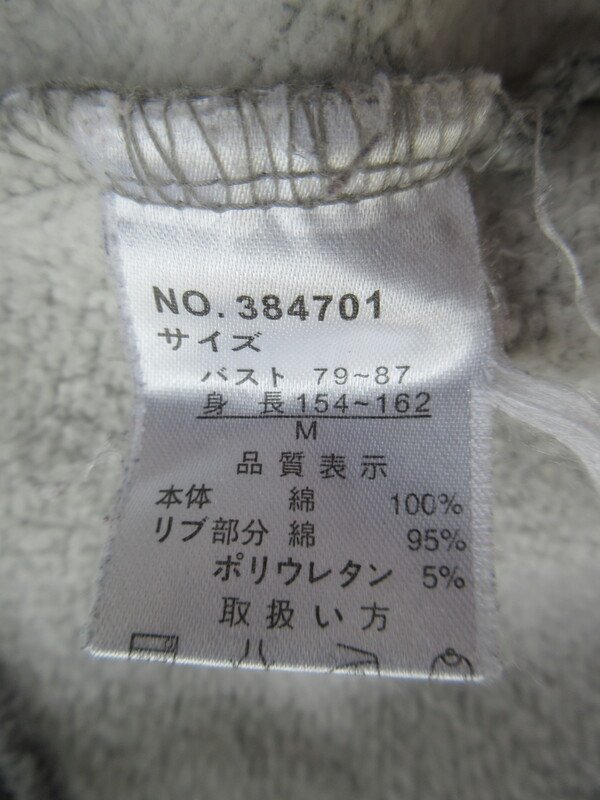 NO. 384701
サイズ
バスト 79~87
身 長 154~162
M
品質表示
本体 綿 100%
リブ部分 綿 95%
ポリウレタン 5%
取扱い方